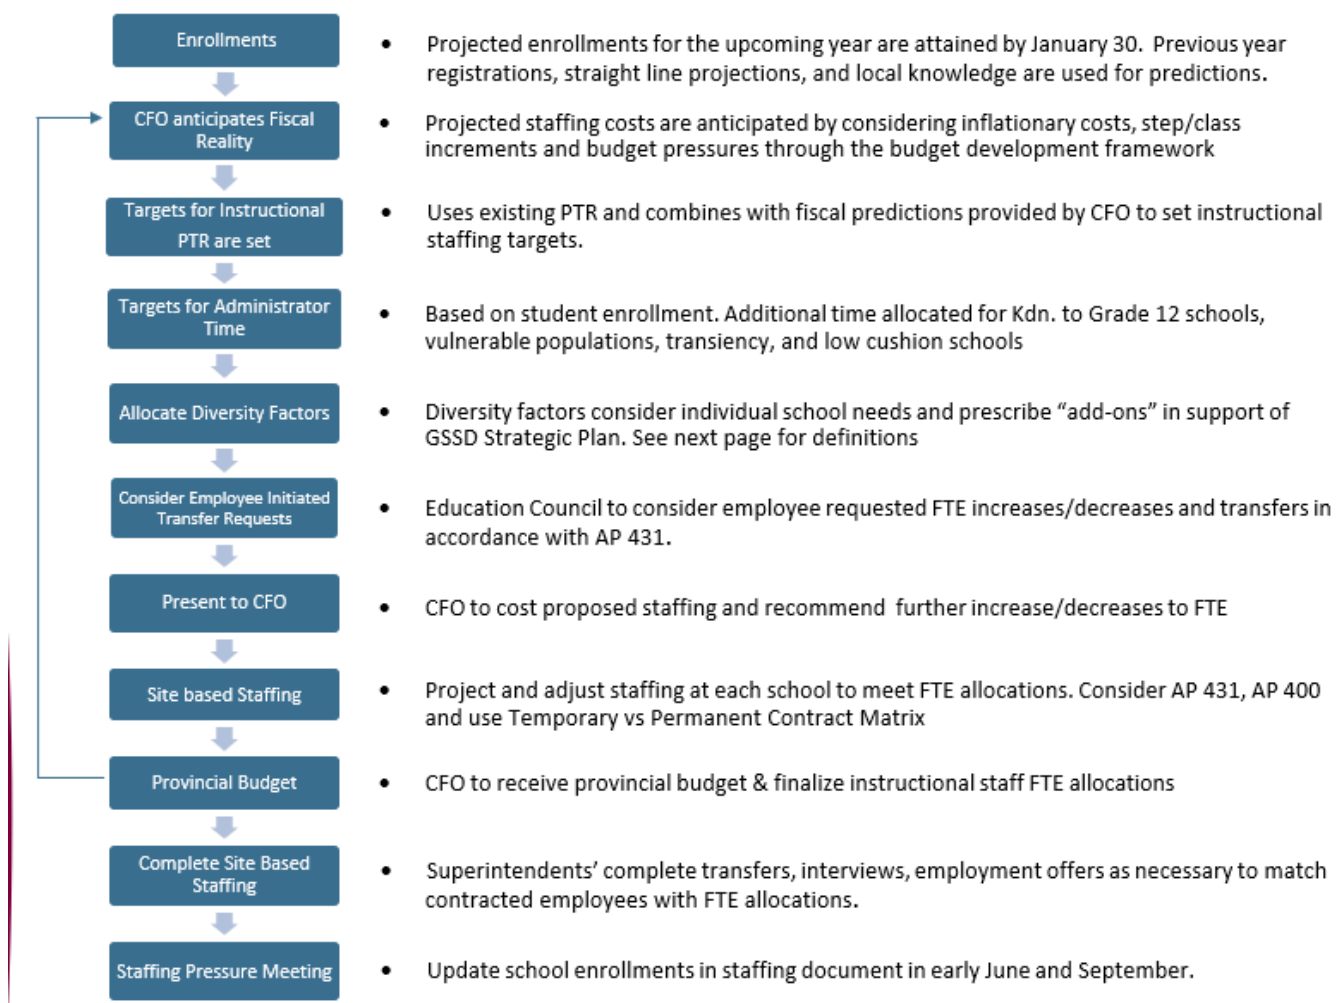 Enrollments
• Projected enrollments for the upcoming year are attained by January 30. Previous year
registrations, straight line projections, and local knowledge are used for predictions.
CFO anticipates Fiscal
Reality
• Projected staffing costs are anticipated by considering inflationary costs, step/class
increments and budget pressures through the budget development framework
Targets for Instructional
PTR are set
• Uses existing PTR and combines with fiscal predictions provided by CFO to set instructional
staffing targets.
Targets for Administrator
Time
• Based on student enrollment. Additional time allocated for Kdn. to Grade 12 schools,
vulnerable populations, transiency, and low cushion schools
Allocate Diversity Factors
• Diversity factors consider individual school needs and prescribe “add-ons” in support of
GSSD Strategic Plan. See next page for definitions
Consider Employee Initiated
Transfer Requests
• Education Council to consider employee requested FTE increases/decreases and transfers in
accordance with AP 431.
Present to CFO
• CFO to cost proposed staffing and recommend further increase/decreases to FTE
Site based Staffing
• Project and adjust staffing at each school to meet FTE allocations. Consider AP 431, AP 400
and use Temporary vs Permanent Contract Matrix
Provincial Budget
• CFO to receive provincial budget & finalize instructional staff FTE allocations
Complete Site Based
Staffing
• Superintendents’ complete transfers, interviews, employment offers as necessary to match
contracted employees with FTE allocations.
Staffing Pressure Meeting
• Update school enrollments in staffing document in early June and September.